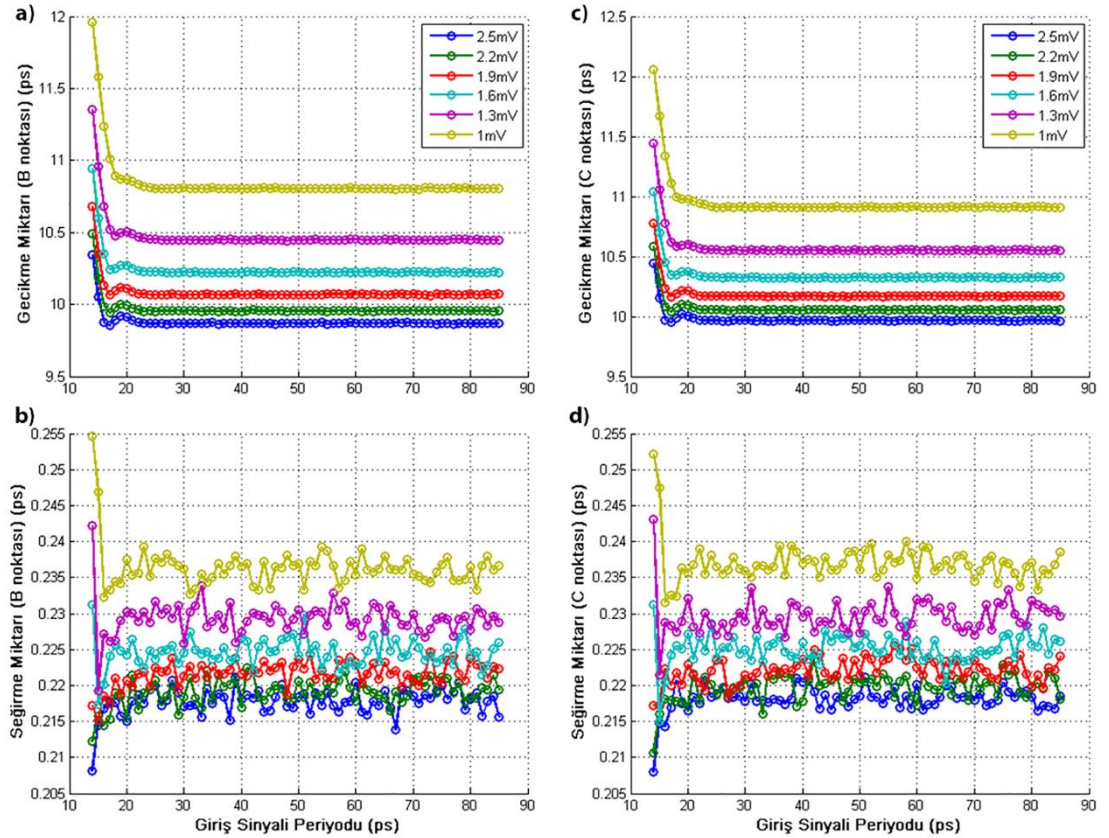 a)
12
11.5
11
10.5
10
9.5
10 20 30 40 50 60 70 80 90
Gecikme Miktarı (B noktası) (ps)
2.5mV
2.2mV
1.9mV
1.6mV
1.3mV
1mV
c)
12.5
12
11.5
11
10.5
10
9.5
10 20 30 40 50 60 70 80 90
Gecikme Miktarı (C noktası) (ps)
2.5mV
2.2mV
1.9mV
1.6mV
1.3mV
1mV
b)
0.255
0.25
0.245
0.24
0.235
0.23
0.225
0.22
0.215
0.21
0.205
10 20 30 40 50 60 70 80 90
Seğirme Miktarı (B noktası) (ps)
Giriş Sinyali Periyodu (ps)
d)
0.255
0.25
0.245
0.24
0.235
0.23
0.225
0.22
0.215
0.21
0.205
10 20 30 40 50 60 70 80 90
Seğirme Miktarı (C noktası) (ps)
Giriş Sinyali Periyodu (ps)